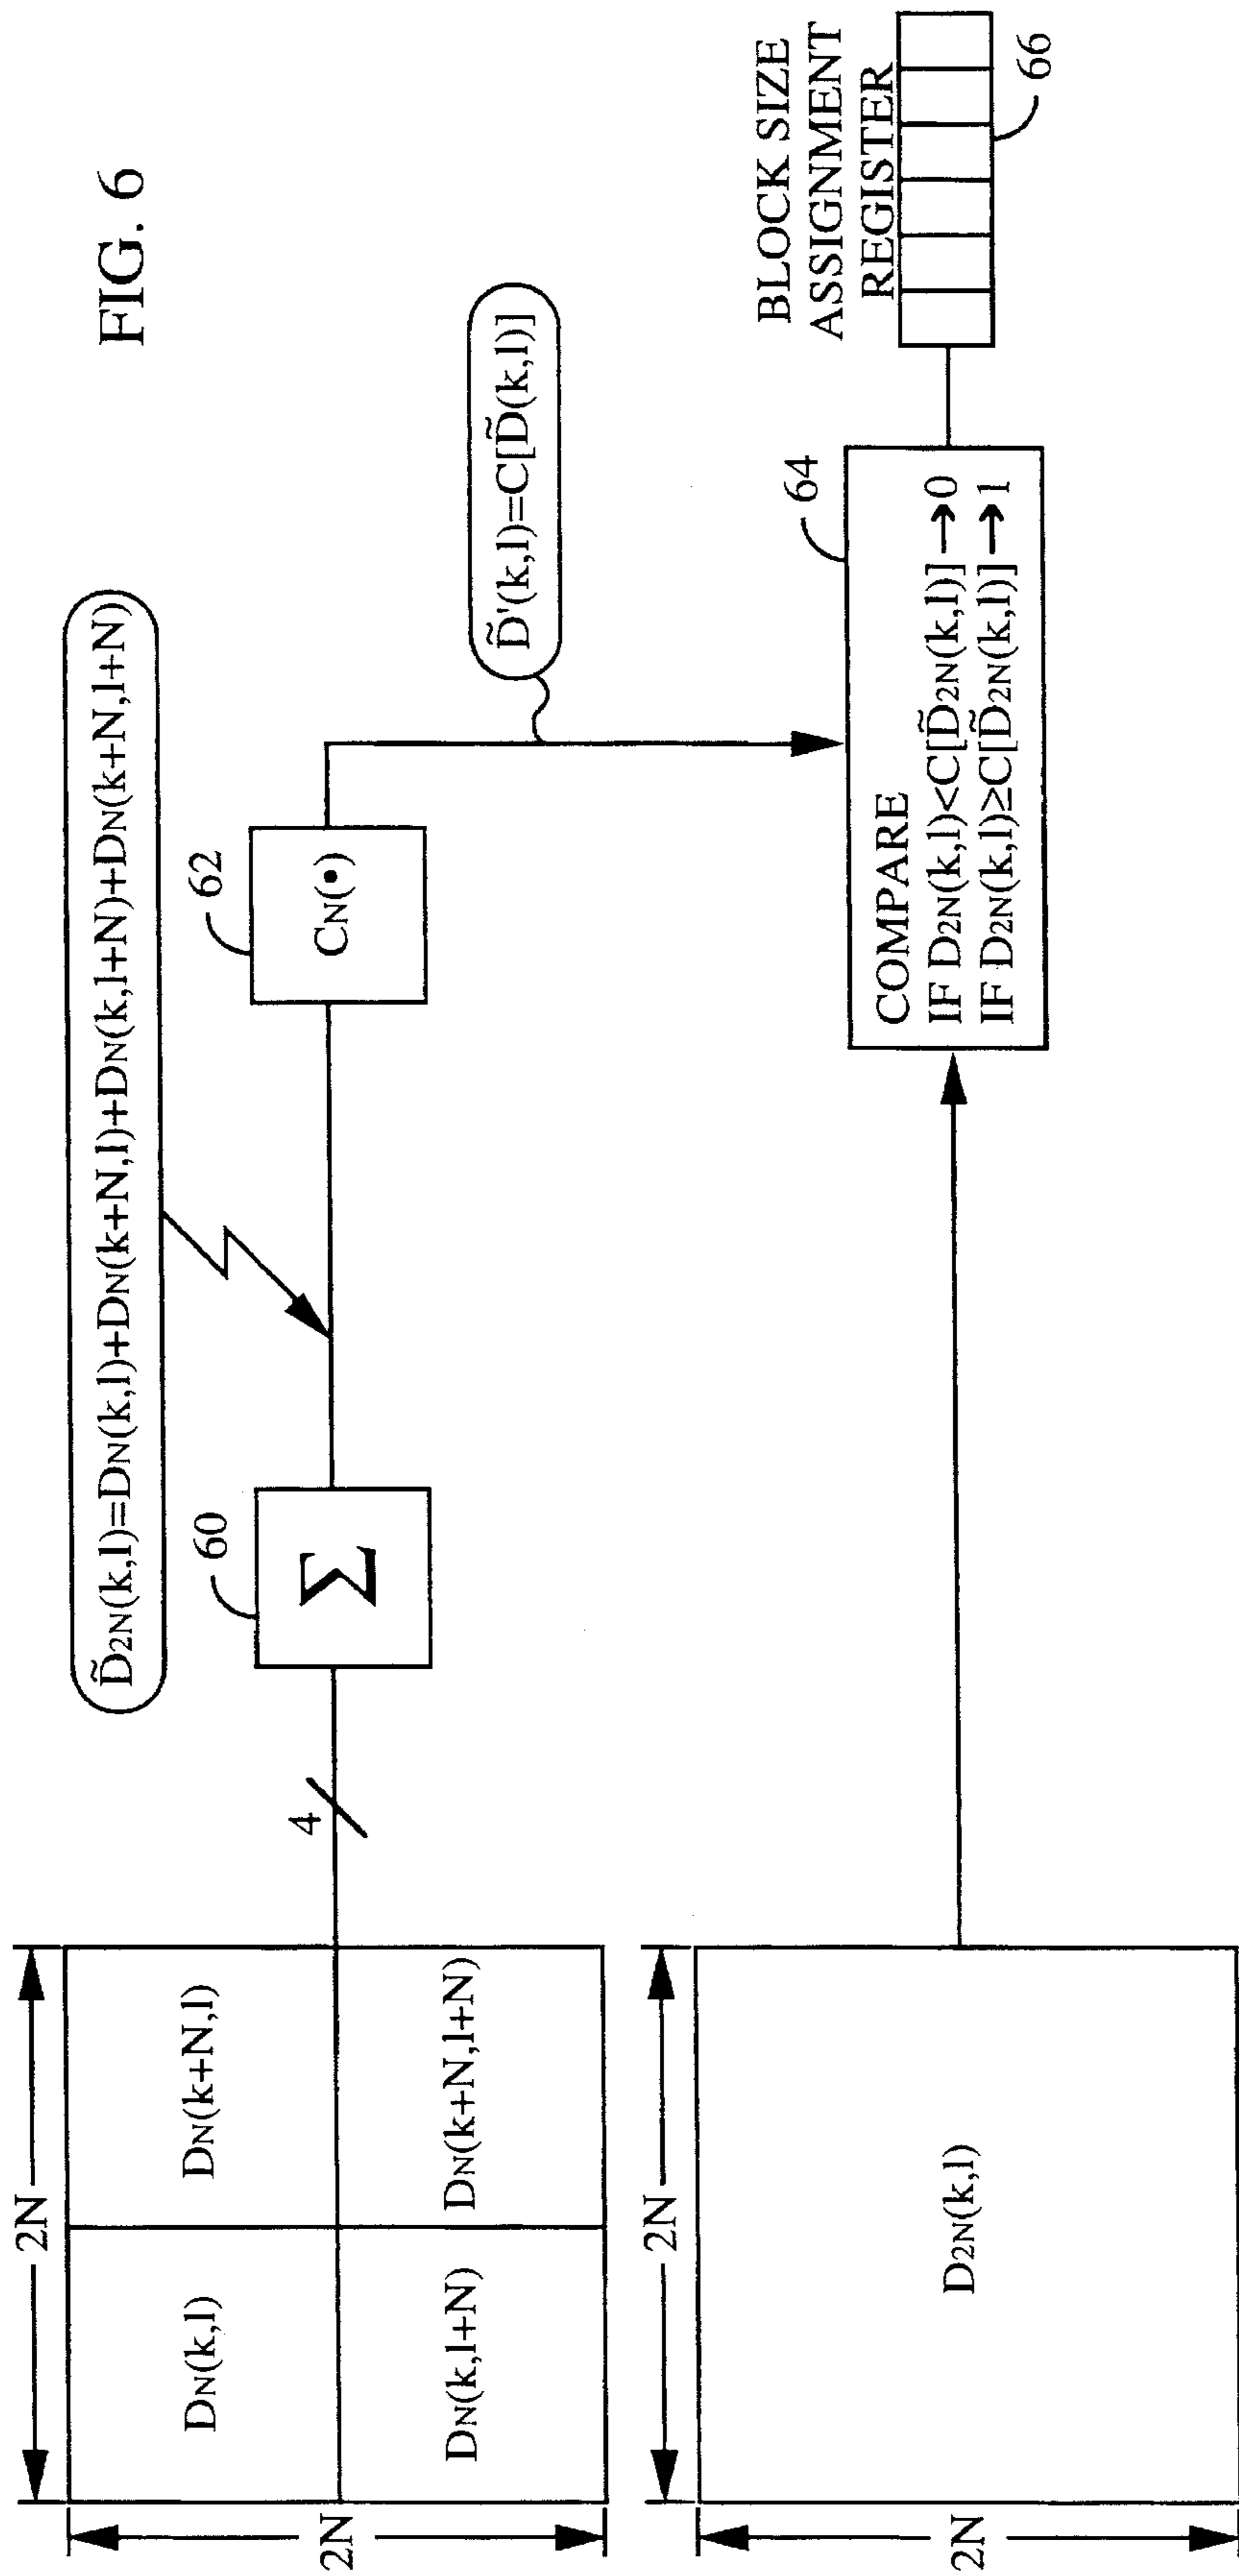 FIG. 6
D̃2N(k,l)=DN(k,l)+DN(k+N,l)+DN(k,l+N)+DN(k+N,l+N)
2N
2N
DN(k,l)
DN(k+N,l)
DN(k,l+N)
DN(k+N,l+N)
4
60
Σ
62
CN(•)
D̃'(k,l)=C[D̃(k,l)]
2N
2N
D2N(k,l)
64
COMPARE
IF D2N(k,l)<C[D̃2N(k,l)]→0
IF D2N(k,l)≥C[D̃2N(k,l)]→1
BLOCK SIZE
ASSIGNMENT
REGISTER
66